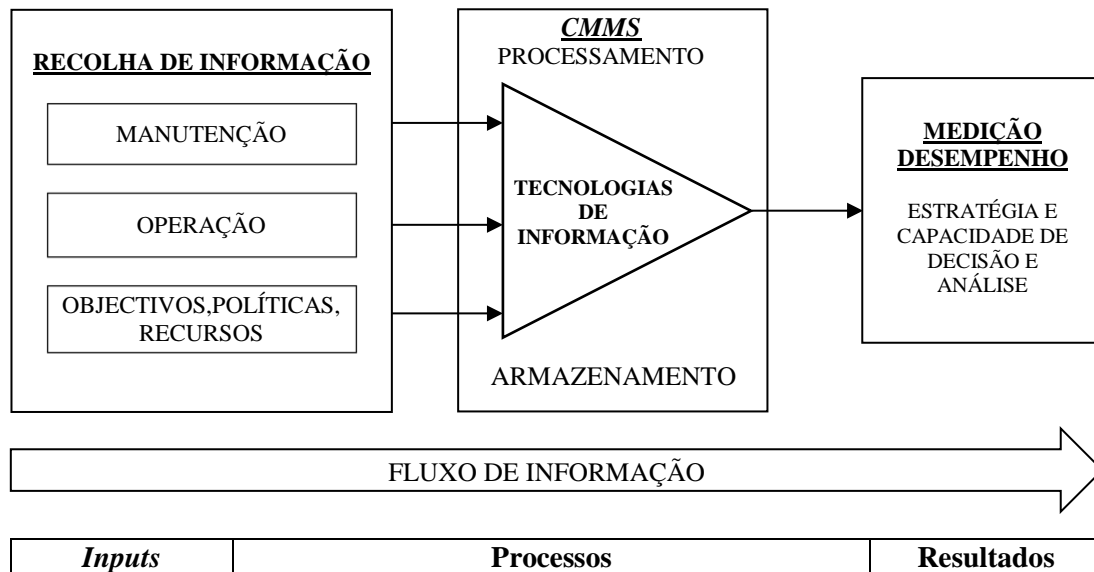 RECOLHA DE INFORMAÇÃO
MANUTENÇÃO
OPERAÇÃO
OBJECTIVOS,POLÍTICAS,
RECURSOS
CMMS
PROCESSAMENTO
TECNOLOGIAS
DE
INFORMAÇÃO
ARMAZENAMENTO
MEDIÇÃO
DESEMPENHO
ESTRATÉGIA E
CAPACIDADE DE
DECISÃO E
ANÁLISE
FLUXO DE INFORMAÇÃO
Inputs
Processos
Resultados